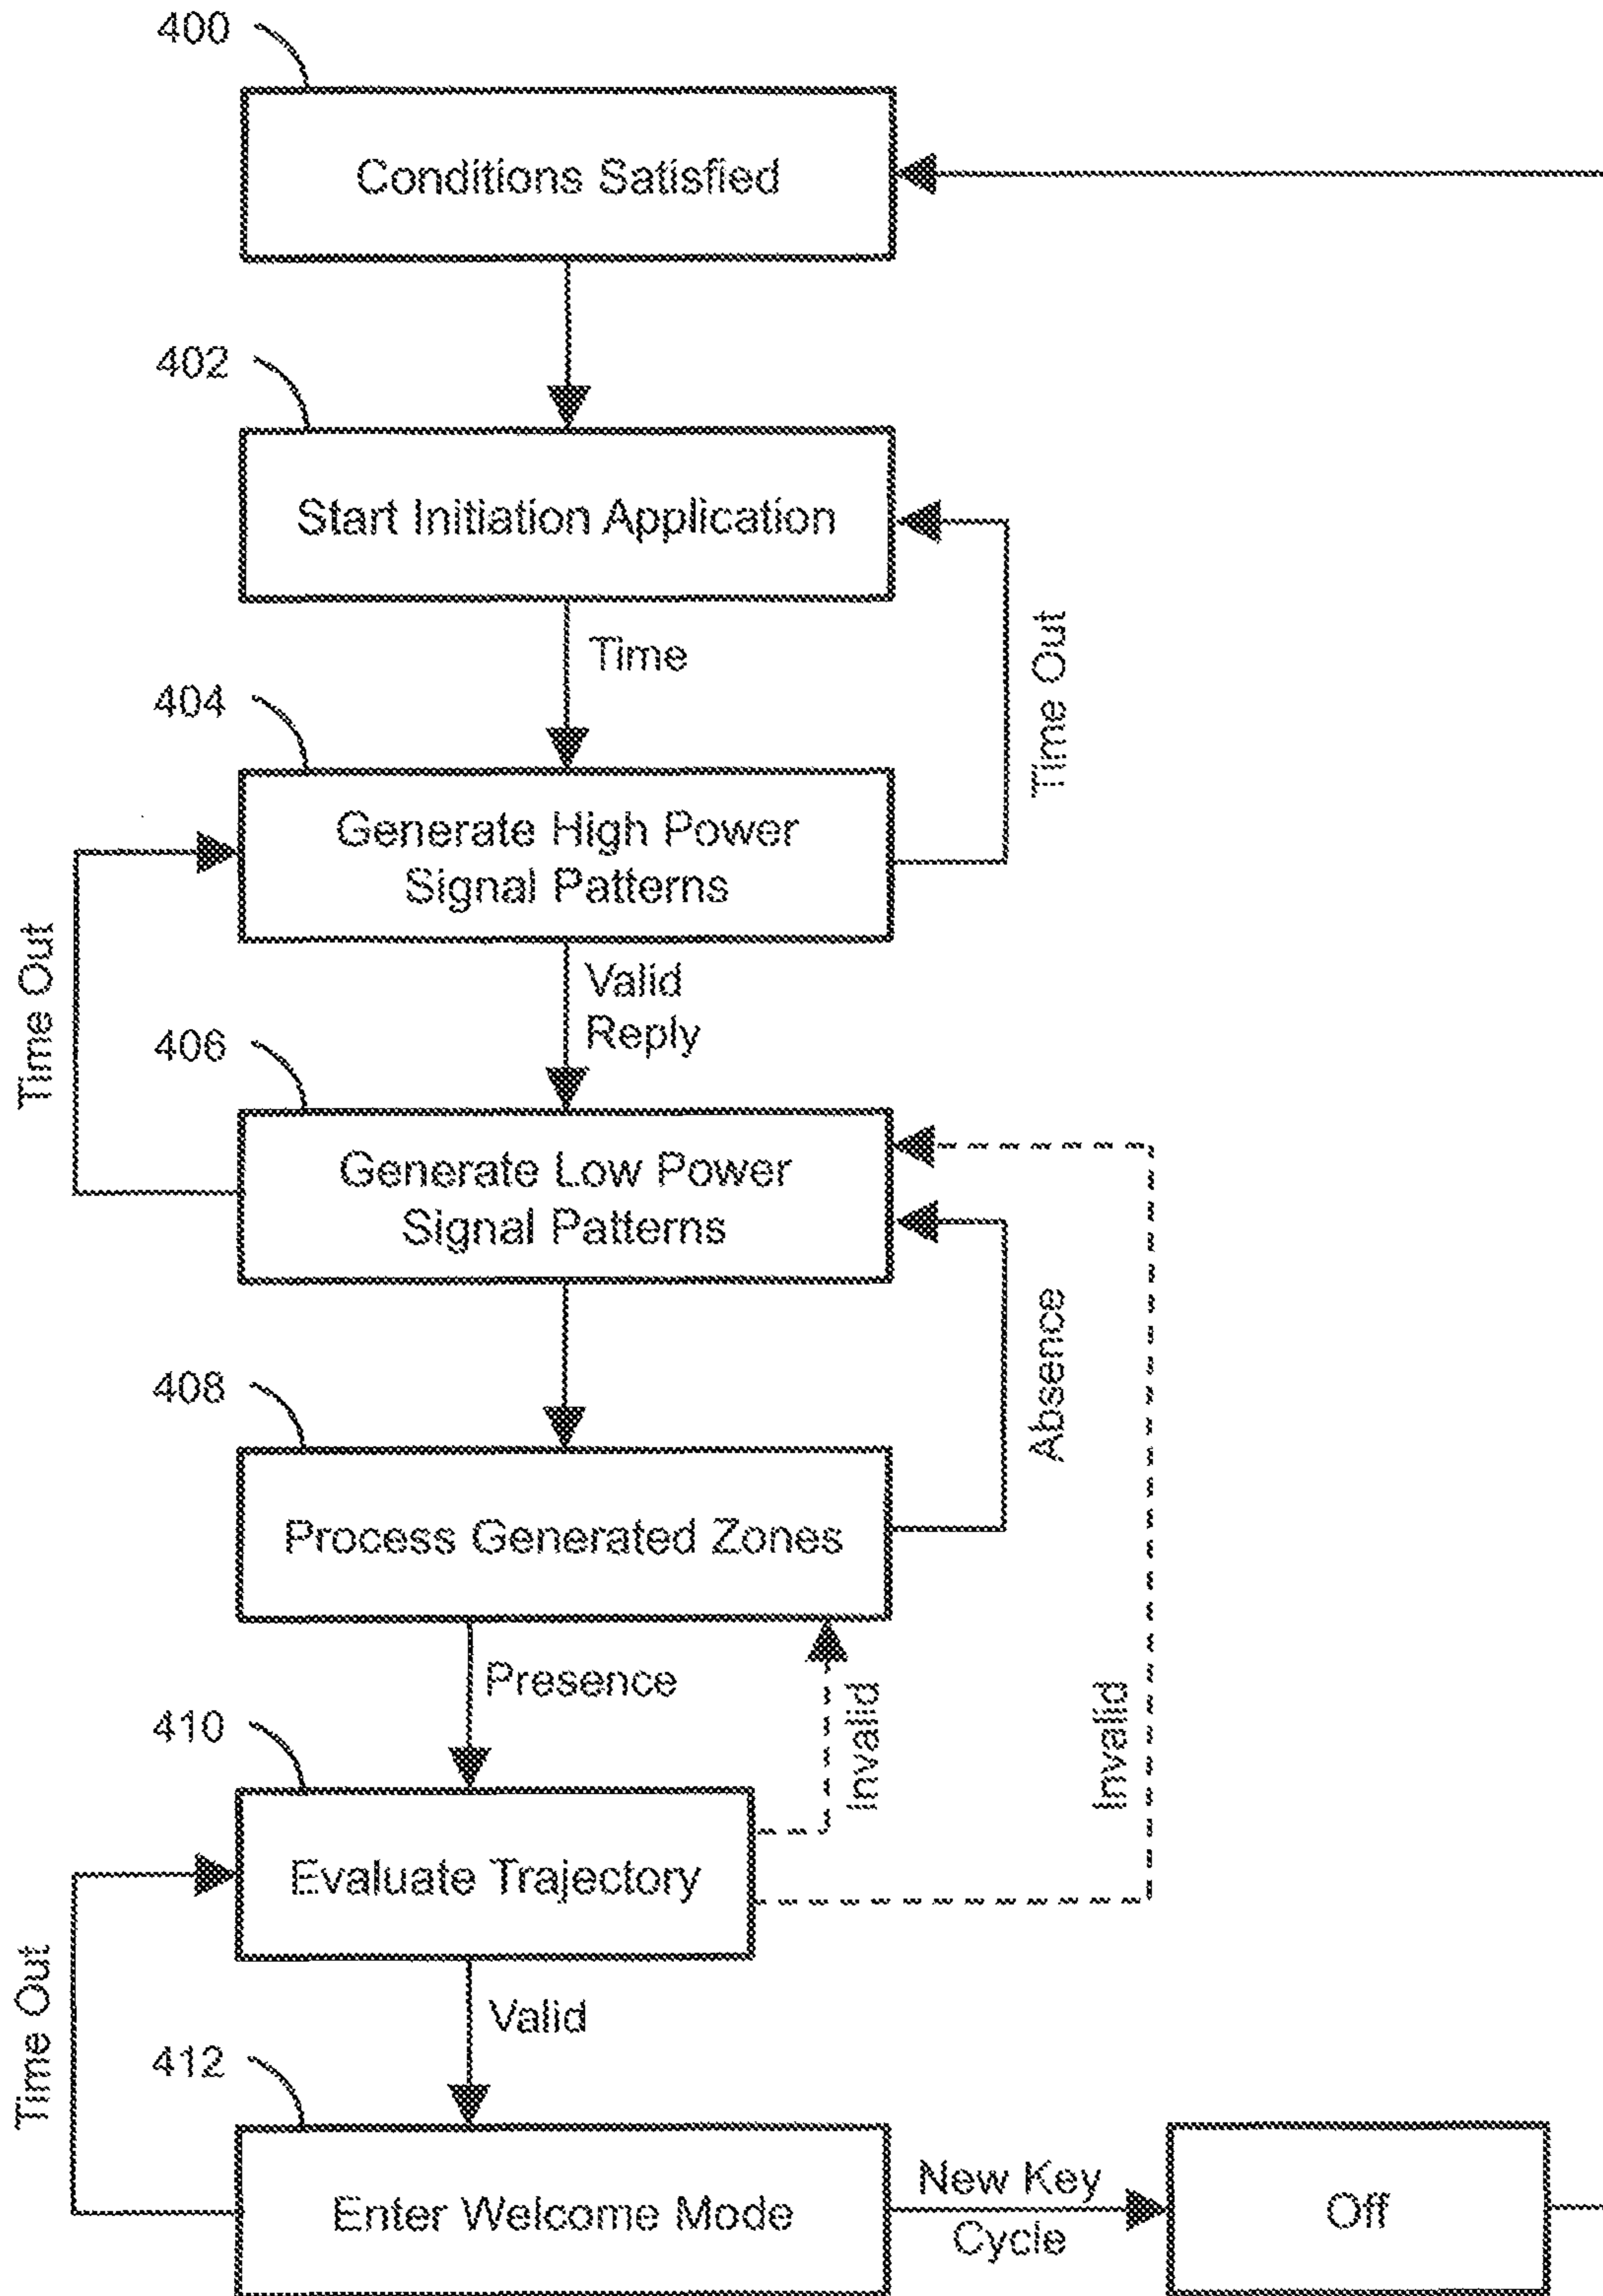 400
Conditions Satisfied
402
Start Initiation Application
Time
Time Out
404
Generate High Power
Signal Patterns
Time Out
Valid
Reply
406
Generate Low Power
Signal Patterns
Absence
408
Process Generated Zones
Presence
Invalid
Invalid
410
Evaluate Trajectory
Time Out
Valid
412
Enter Welcome Mode
New Key
Cycle
Off